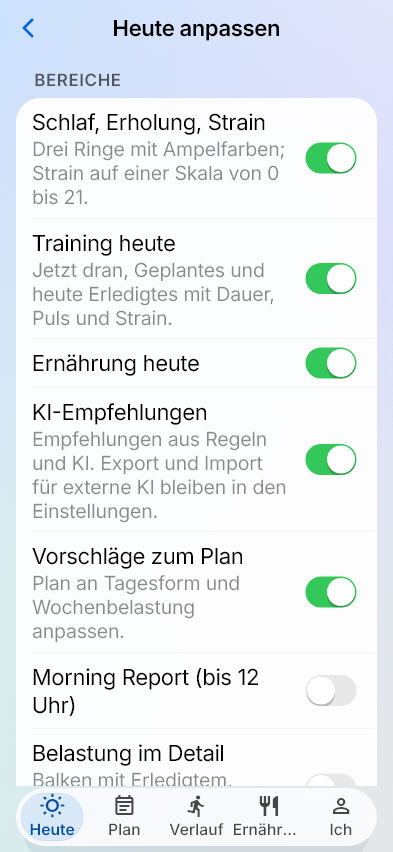 Heute anpassen
BEREICHE
Schlaf, Erholung, Strain
Drei Ringe mit Ampelfarben;
Strain auf einer Skala von 0
bis 21.
Training heute
Jetzt dran, Geplantes und
heute Erledigtes mit Dauer,
Puls und Strain.
Ernährung heute
KI-Empfehlungen
Empfehlungen aus Regeln
und KI. Export und Import
für externe KI bleiben in den
Einstellungen.
Vorschläge zum Plan
Plan an Tagesform und
Wochenbelastung
anpassen.
Morning Report (bis 12
Uhr)
Belastung im Detail
Balken mit Erledigtem,
Heute
Plan
Verlauf
Ernähr...
Ich